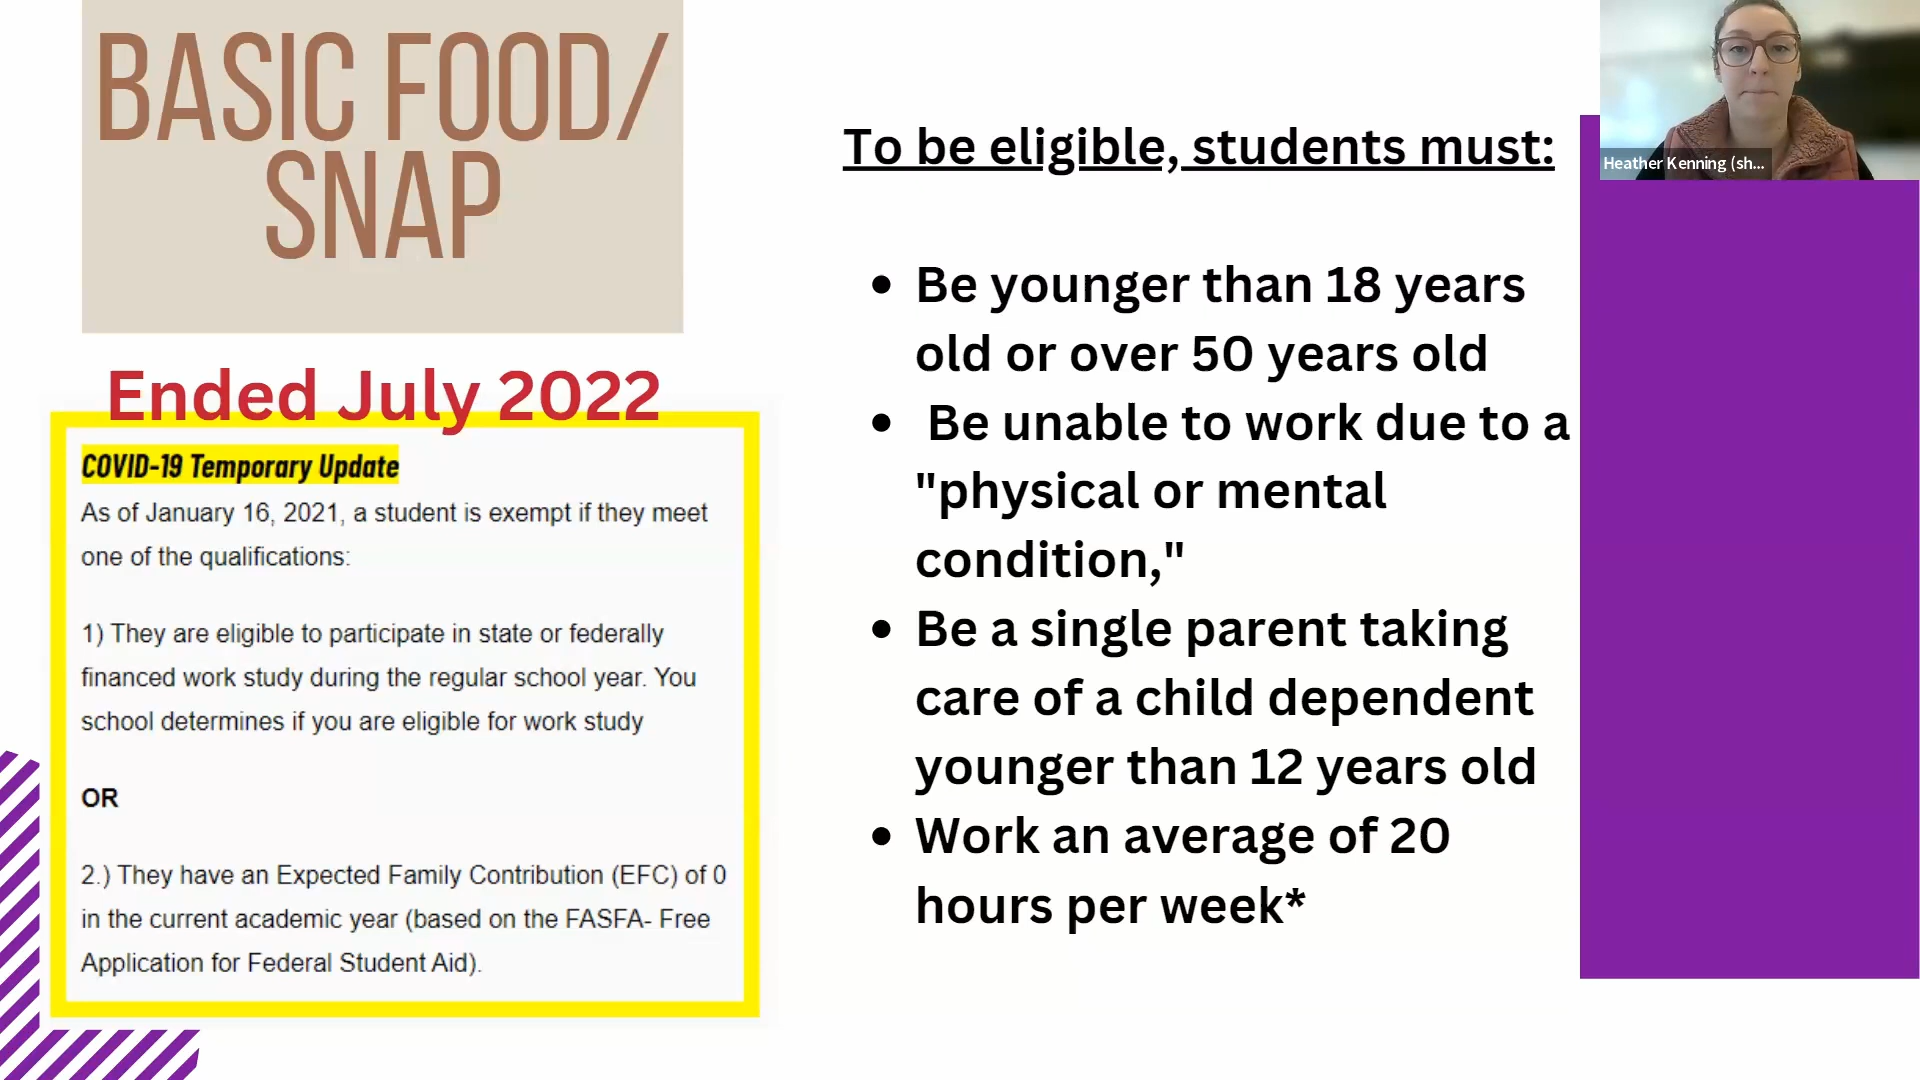 BASIC FOOD/
SNAP
Ended July 2022
COVID-19 Temporary Update
As of January 16, 2021, a student is exempt if they meet
one of the qualifications:
1) They are eligible to participate in state or federally
financed work study during the regular school year. You
school determines if you are eligible for work study
OR
2.) They have an Expected Family Contribution (EFC) of 0
in the current academic year (based on the FASFA- Free
Application for Federal Student Aid).
To be eligible, students must:
• Be younger than 18 years
old or over 50 years old
• Be unable to work due to a
"physical or mental
condition,"
• Be a single parent taking
care of a child dependent
younger than 12 years old
• Work an average of 20
hours per week*
Heather Kenning (sh...